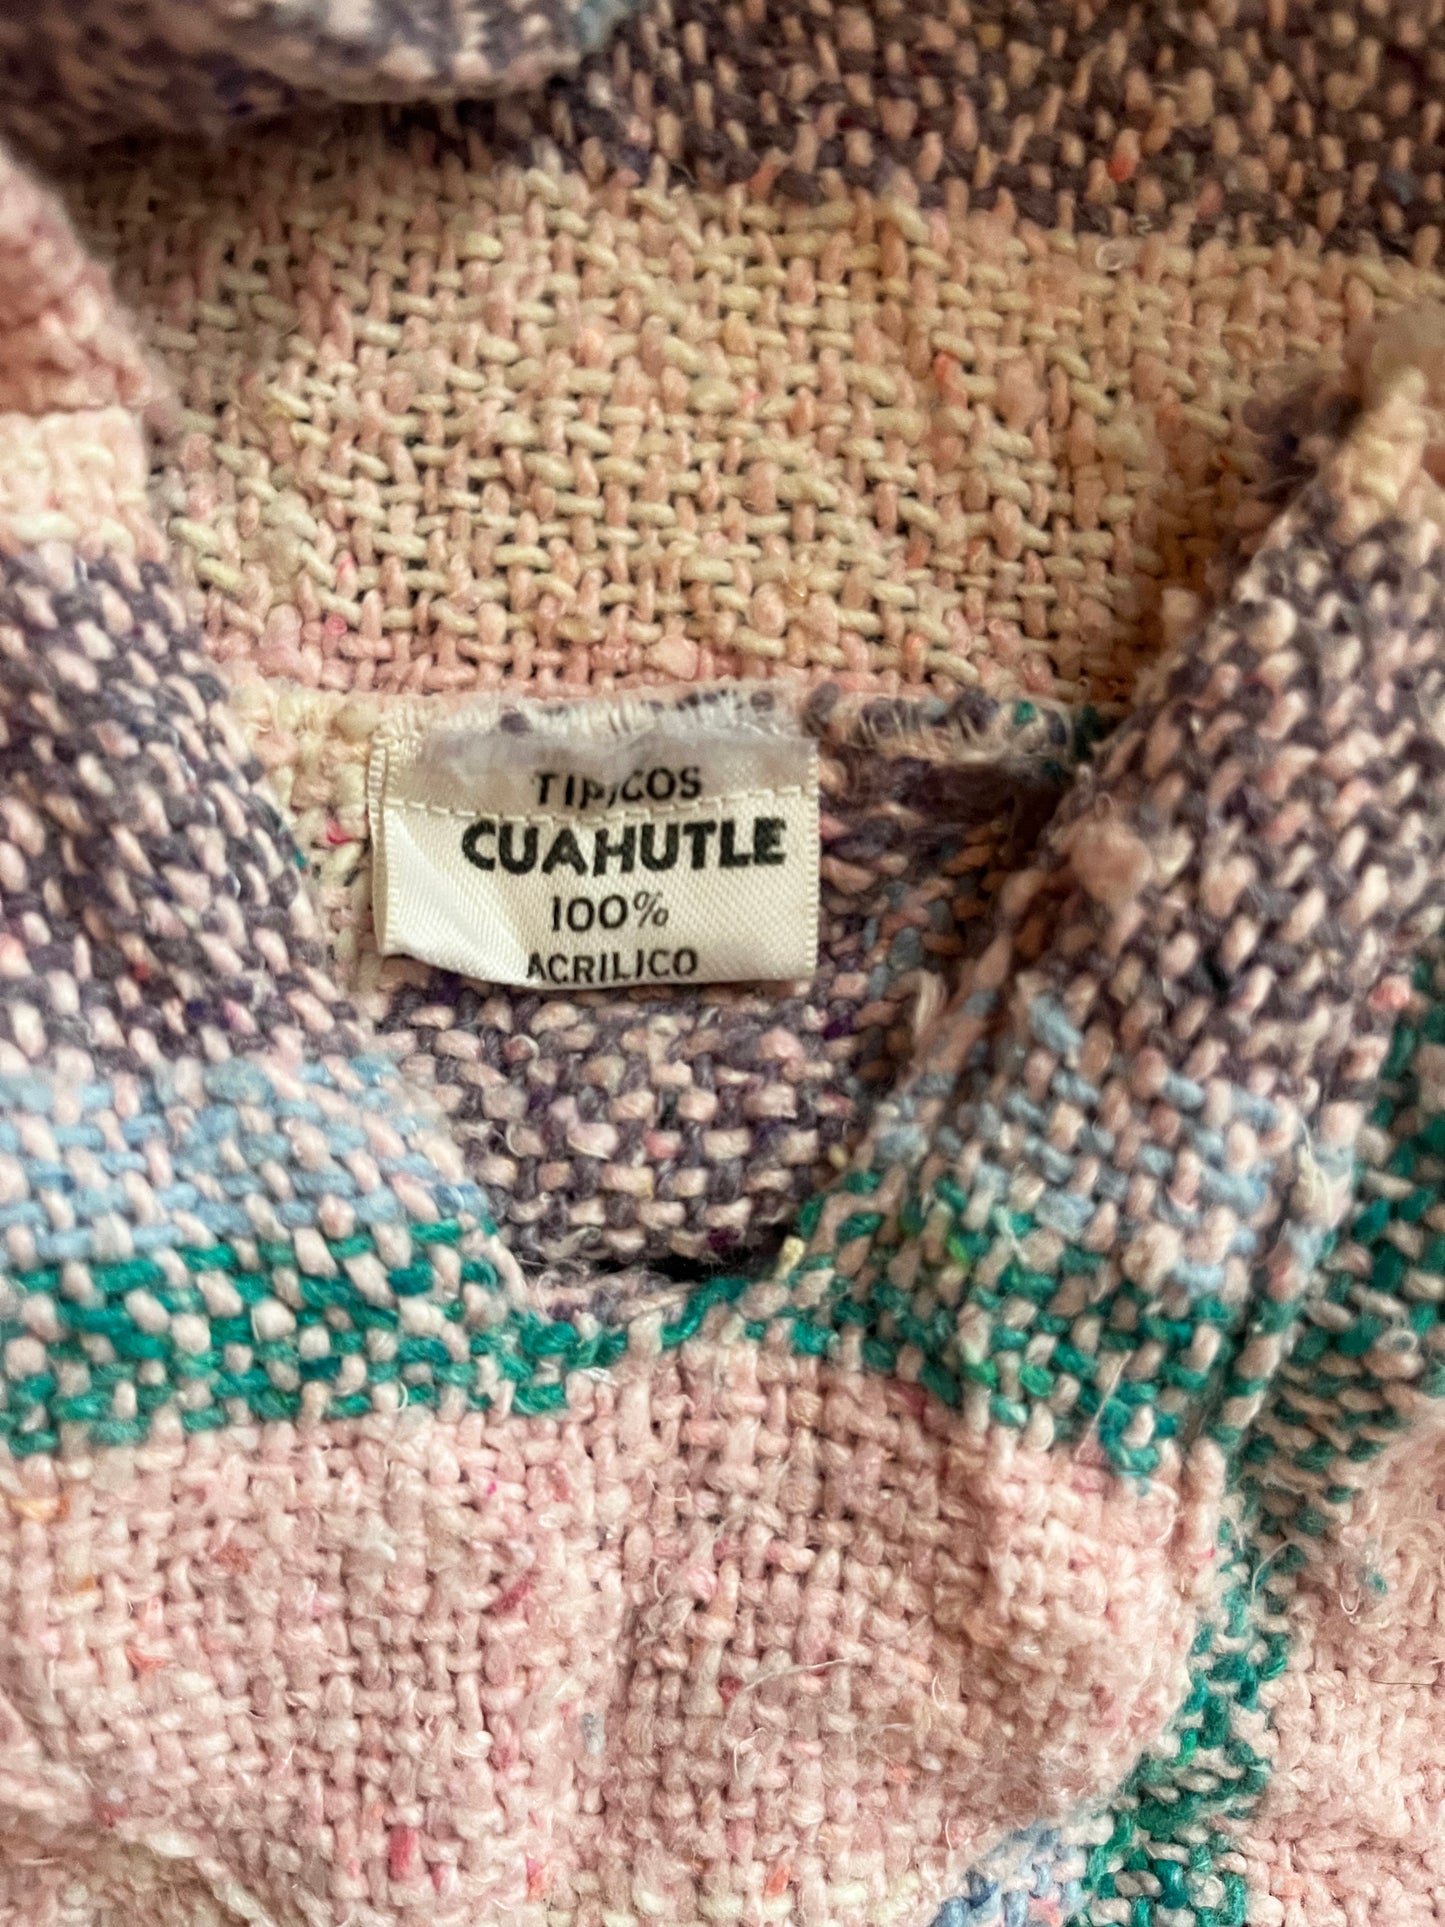 TIPICOS
CUAHUTLE
100%
ACRILICO